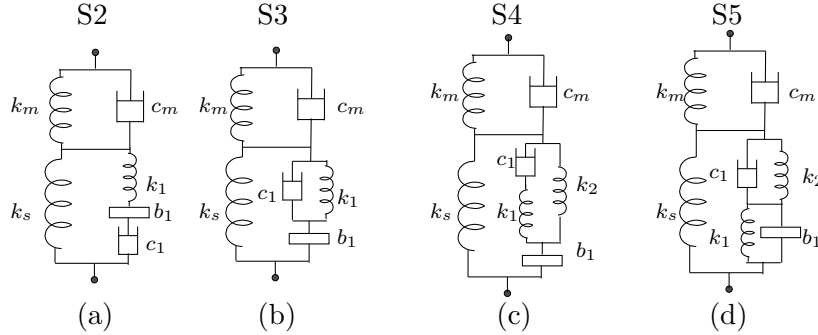 S2 S3 S4 S5
k_m c_m k_m c_m k_m c_m k_m c_m
k_s k_1 b_1 c_1
k_s c_1 k_1 b_1
k_s c_1 k_1 k_2 b_1
k_s c_1 k_1 k_2 b_1
(a) (b) (c) (d)